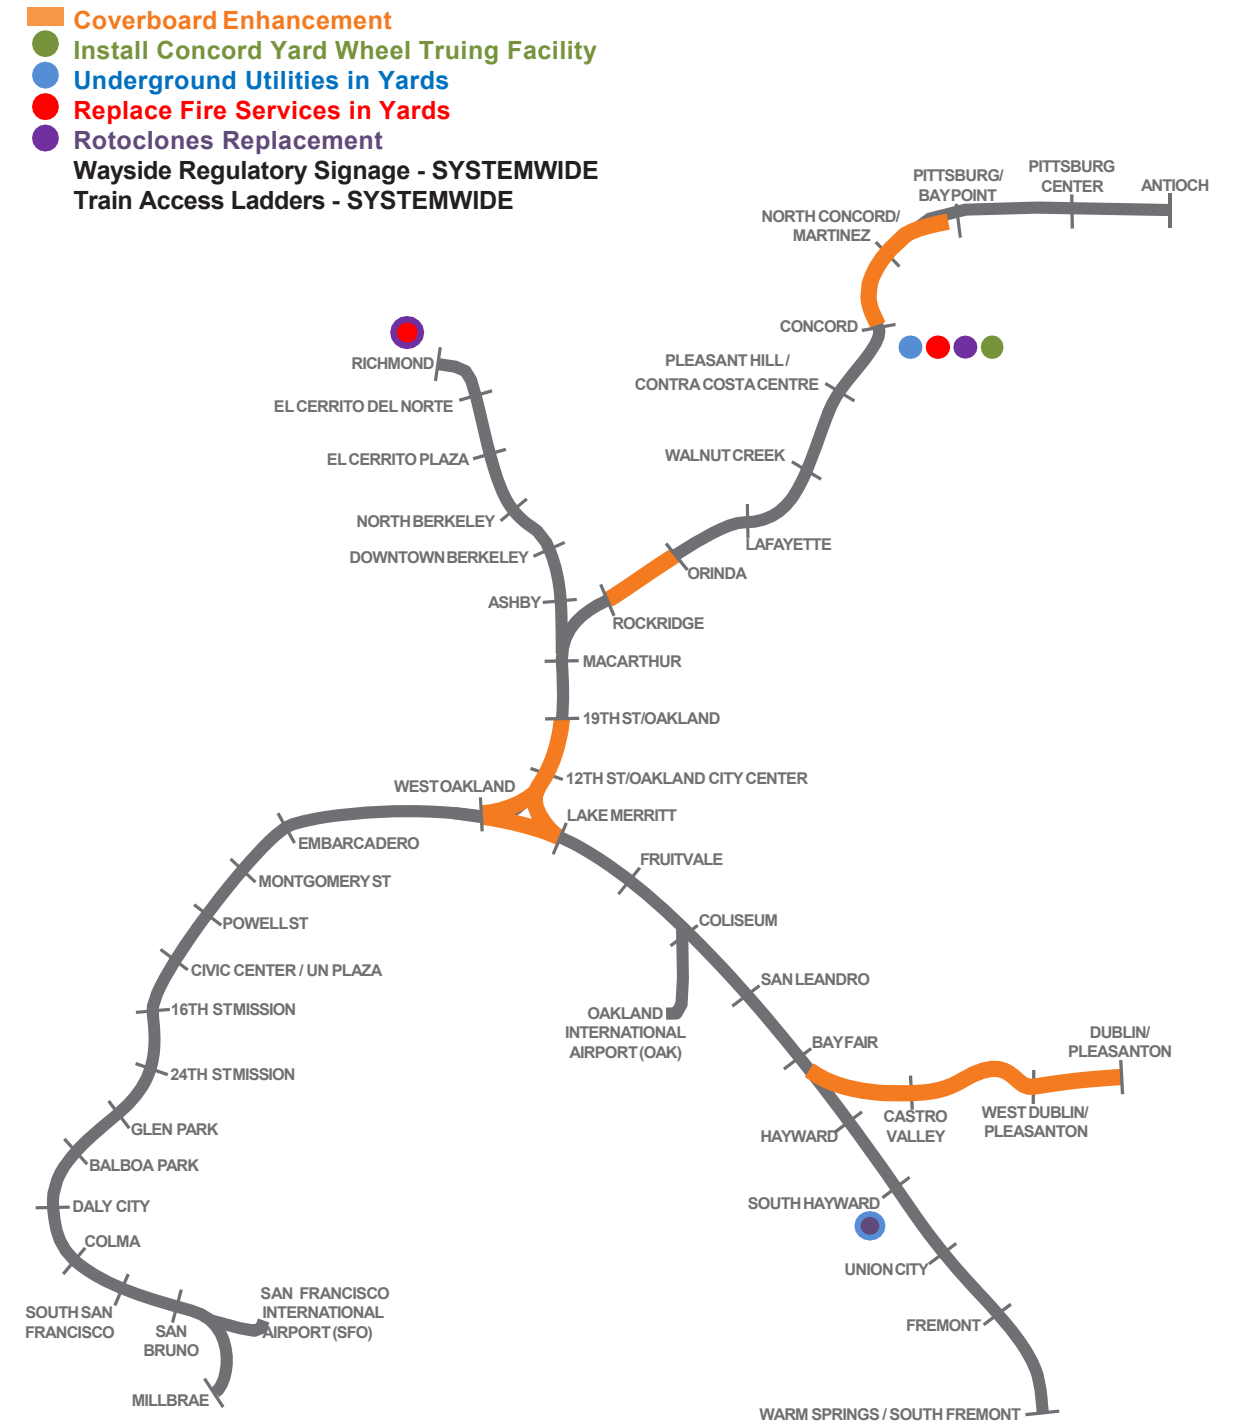 Coverboard Enhancement
Install Concord Yard Wheel Truing Facility
Underground Utilities in Yards
Replace Fire Services in Yards
Rotoclones Replacement
Wayside Regulatory Signage - SYSTEMWIDE
Train Access Ladders - SYSTEMWIDE
PITTSBURG/
BAYPOINT
PITTSBURG
CENTER
ANTIOCH
NORTH CONCORD/
MARTINEZ
CONCORD
RICHMOND
PLEASANT HILL /
CONTRA COSTA CENTRE
EL CERRITO DEL NORTE
EL CERRITO PLAZA
WALNUT CREEK
NORTH BERKELEY
DOWNTOWN BERKELEY
LAFAYETTE
ORINDA
ASHBY
ROCKRIDGE
MACARTHUR
19TH ST/OAKLAND
12TH ST/OAKLAND CITY CENTER
WEST OAKLAND
LAKE MERRITT
EMBARCADERO
FRUITVALE
MONTGOMERY ST
POWELL ST
COLISEUM
CIVIC CENTER / UN PLAZA
SAN LEANDRO
16TH ST MISSION
OAKLAND
INTERNATIONAL
AIRPORT (OAK)
BAY FAIR
DUBLIN/
PLEASANTON
24TH ST MISSION
CASTRO
VALLEY
WEST DUBLIN/
PLEASANTON
GLEN PARK
HAYWARD
BALBOA PARK
SOUTH HAYWARD
DALY CITY
COLMA
UNION CITY
SOUTH SAN
FRANCISCO
SAN
BRUNO
SAN FRANCISCO
INTERNATIONAL
AIRPORT (SFO)
FREMONT
MILLBRAE
WARM SPRINGS / SOUTH FREMONT